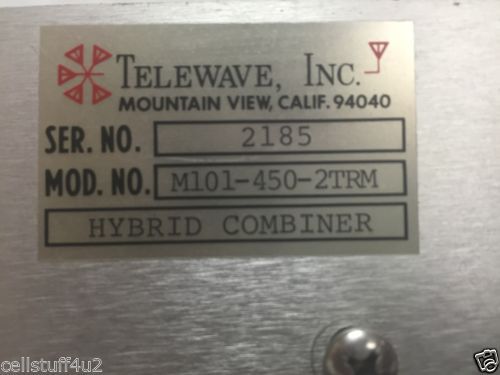 TELEWAVE, INC.
MOUNTAIN VIEW, CALIF. 94040
SER. NO. 2185
MOD. NO. M101-450-2TRM
HYBRID COMBINER
cellstuff4u2